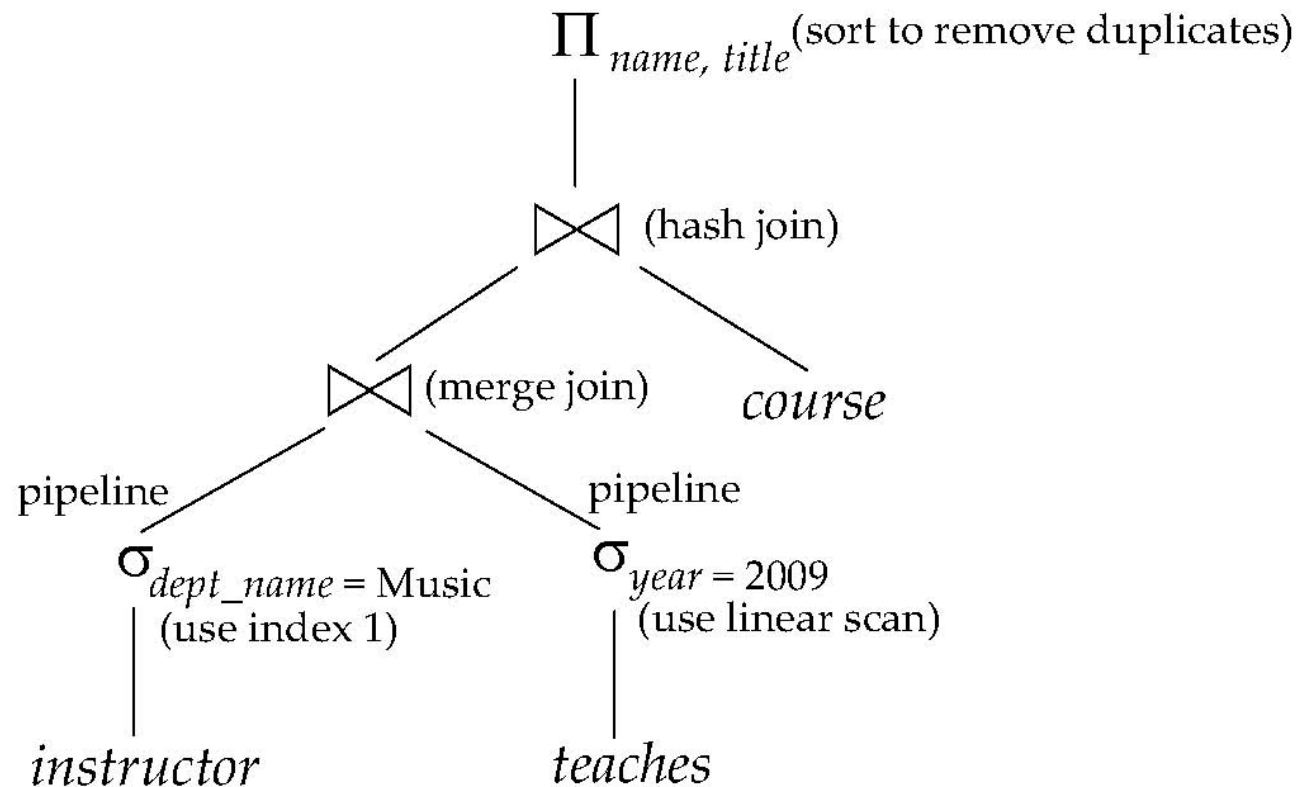 Π name, title (sort to remove duplicates)
⋈ (hash join)
⋈ (merge join)
course
pipeline
pipeline
σ dept_name = Music
(use index 1)
σ year = 2009
(use linear scan)
instructor
teaches